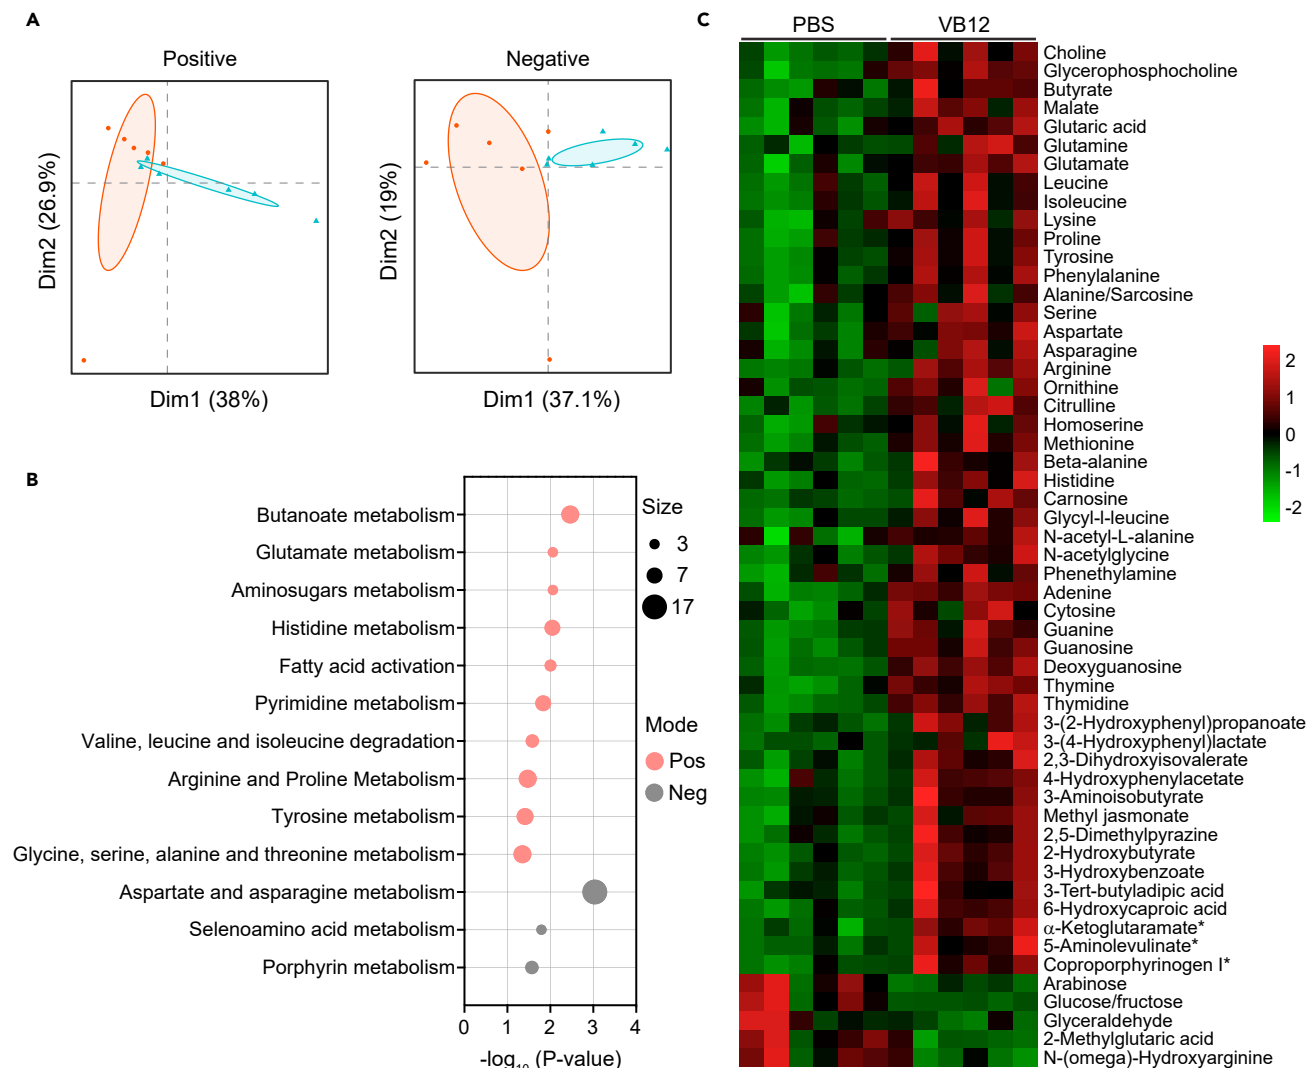 A
Positive
Negative
Dim2 (26.9%)
Dim1 (38%)
Dim2 (19%)
Dim1 (37.1%)
B
Butanoate metabolism
Glutamate metabolism
Aminosugars metabolism
Histidine metabolism
Fatty acid activation
Pyrimidine metabolism
Valine, leucine and isoleucine degradation
Arginine and Proline Metabolism
Tyrosine metabolism
Glycine, serine, alanine and threonine metabolism
Aspartate and asparagine metabolism
Selenoamino acid metabolism
Porphyrin metabolism
0 1 2 3 4
-log10 (P-value)
Size
3
7
17
Mode
Pos
Neg
C
PBS VB12
Choline
Glycerophosphocholine
Butyrate
Malate
Glutaric acid
Glutamine
Glutamate
Leucine
Isoleucine
Lysine
Proline
Tyrosine
Phenylalanine
Alanine/Sarcosine
Serine
Aspartate
Asparagine
Arginine
Ornithine
Citrulline
Homoserine
Methionine
Beta-alanine
Histidine
Carnosine
Glycyl-l-leucine
N-acetyl-L-alanine
N-acetylglycine
Phenethylamine
Adenine
Cytosine
Guanine
Guanosine
Deoxyguanosine
Thymine
Thymidine
3-(2-Hydroxyphenyl)propanoate
3-(4-Hydroxyphenyl)lactate
2,3-Dihydroxyisovalerate
4-Hydroxyphenylacetate
3-Aminoisobutyrate
Methyl jasmonate
2,5-Dimethylpyrazine
2-Hydroxybutyrate
3-Hydroxybenzoate
3-Tert-butyladipic acid
6-Hydroxycaproic acid
α-Ketoglutaramate*
5-Aminolevulinate*
Coproporphyrinogen I*
Arabinose
Glucose/fructose
Glyceraldehyde
2-Methylglutaric acid
N-(omega)-Hydroxyarginine
2
1
0
-1
-2